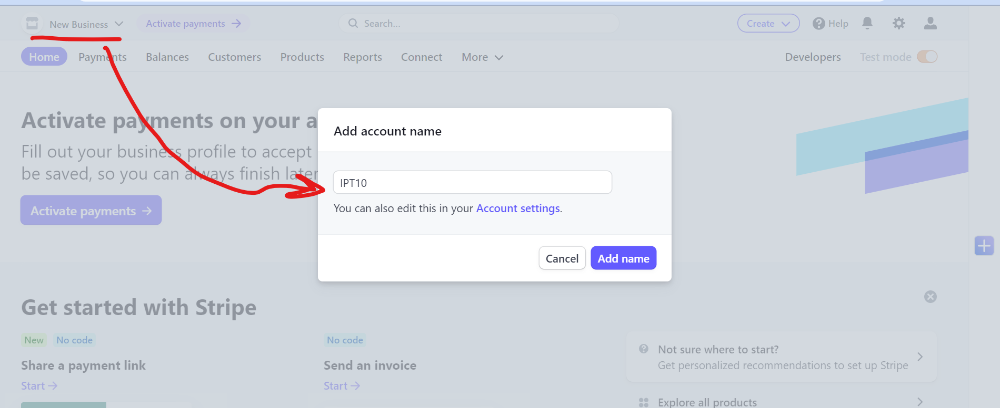 New Business
Activate payments →
Search...
Create
Help
Home Payments Balances Customers Products Reports Connect More
Developers
Test mode
Activate payments on your a
Fill out your business profile to accept
be saved, so you can always finish later
Activate payments →
Add account name
IPT10
You can also edit this in your Account settings.
Cancel
Add name
Get started with Stripe
New No code
Share a payment link
Start →
No code
Send an invoice
Start →
Not sure where to start?
Get personalized recommendations to set up Stripe
Explore all products